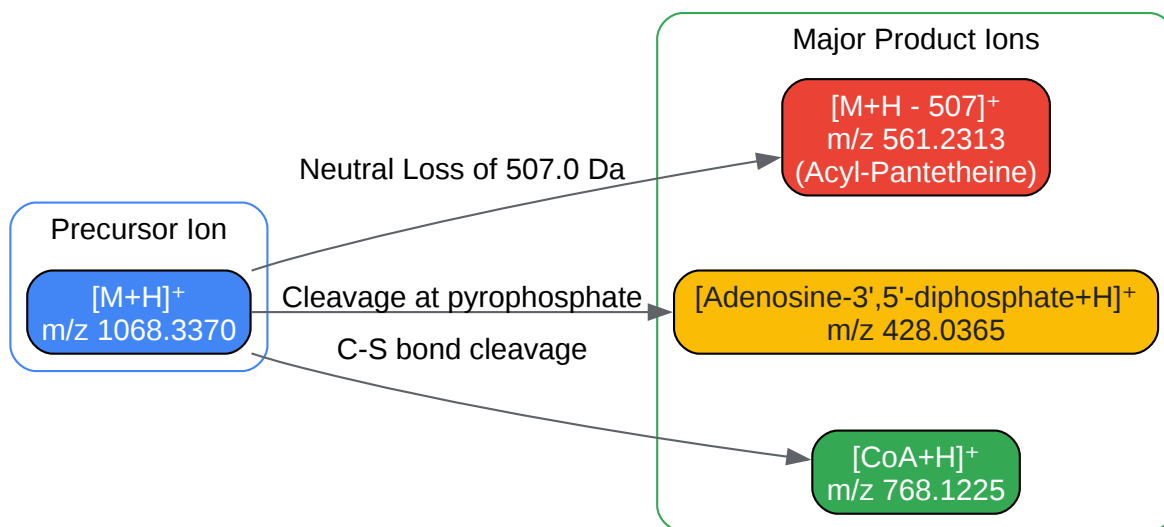 Major Product Ions
[M+H - 507]⁺
m/z 561.2313
(Acyl-Pantetheine)
Neutral Loss of 507.0 Da
Precursor Ion
[M+H]⁺
m/z 1068.3370
Cleavage at pyrophosphate
[Adenosine-3',5'-diphosphate+H]⁺
m/z 428.0365
C-S bond cleavage
[CoA+H]⁺
m/z 768.1225